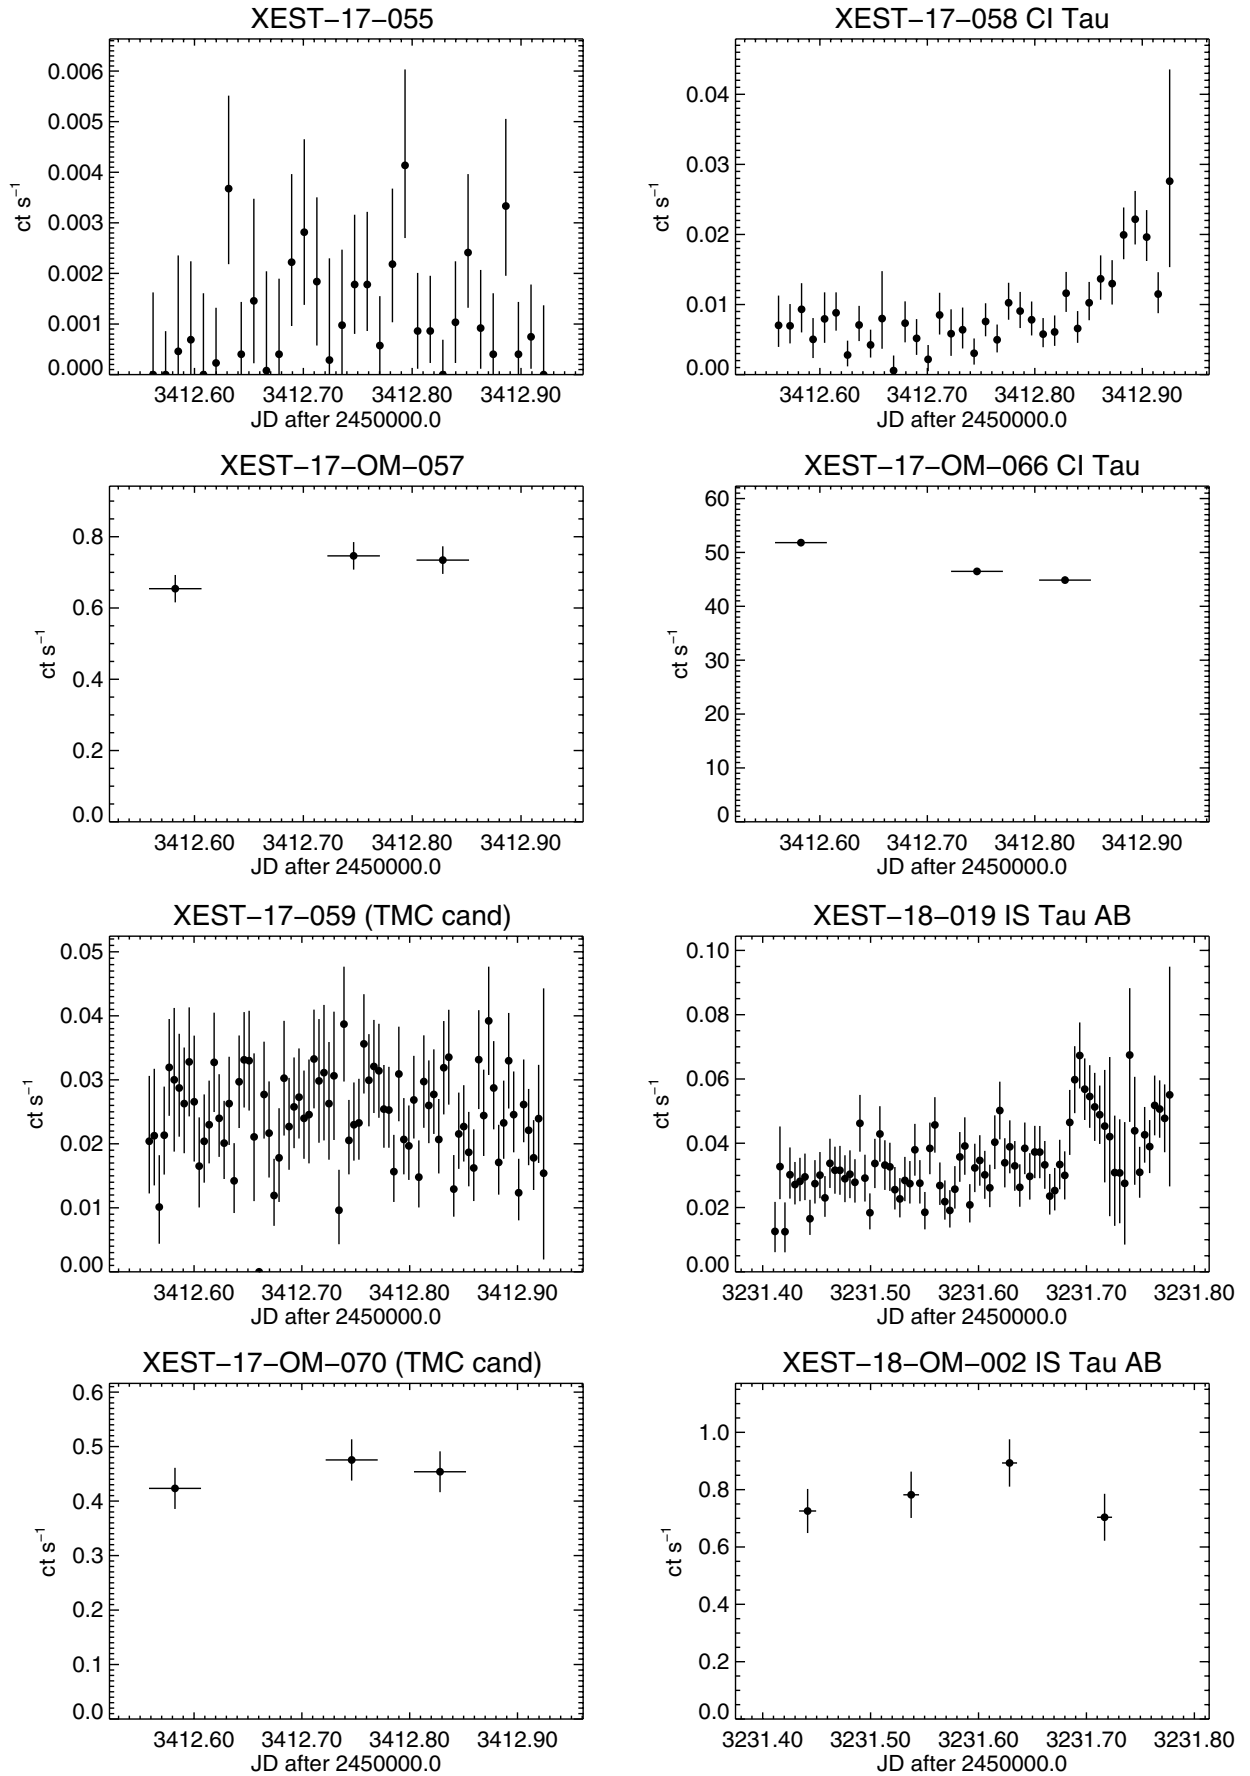 XEST−17−055
ct s−1
0.006
0.005
0.004
0.003
0.002
0.001
0.000
3412.60 3412.70 3412.80 3412.90
JD after 2450000.0
XEST−17−058 CI Tau
ct s−1
0.04
0.03
0.02
0.01
0.00
3412.60 3412.70 3412.80 3412.90
JD after 2450000.0
XEST−17−OM−057
ct s−1
0.8
0.6
0.4
0.2
0.0
3412.60 3412.70 3412.80 3412.90
JD after 2450000.0
XEST−17−OM−066 CI Tau
ct s−1
60
50
40
30
20
10
0
3412.60 3412.70 3412.80 3412.90
JD after 2450000.0
XEST−17−059 (TMC cand)
ct s−1
0.05
0.04
0.03
0.02
0.01
0.00
3412.60 3412.70 3412.80 3412.90
JD after 2450000.0
XEST−18−019 IS Tau AB
ct s−1
0.10
0.08
0.06
0.04
0.02
0.00
3231.40 3231.50 3231.60 3231.70 3231.80
JD after 2450000.0
XEST−17−OM−070 (TMC cand)
ct s−1
0.6
0.5
0.4
0.3
0.2
0.1
0.0
3412.60 3412.70 3412.80 3412.90
JD after 2450000.0
XEST−18−OM−002 IS Tau AB
ct s−1
1.0
0.8
0.6
0.4
0.2
0.0
3231.40 3231.50 3231.60 3231.70 3231.80
JD after 2450000.0